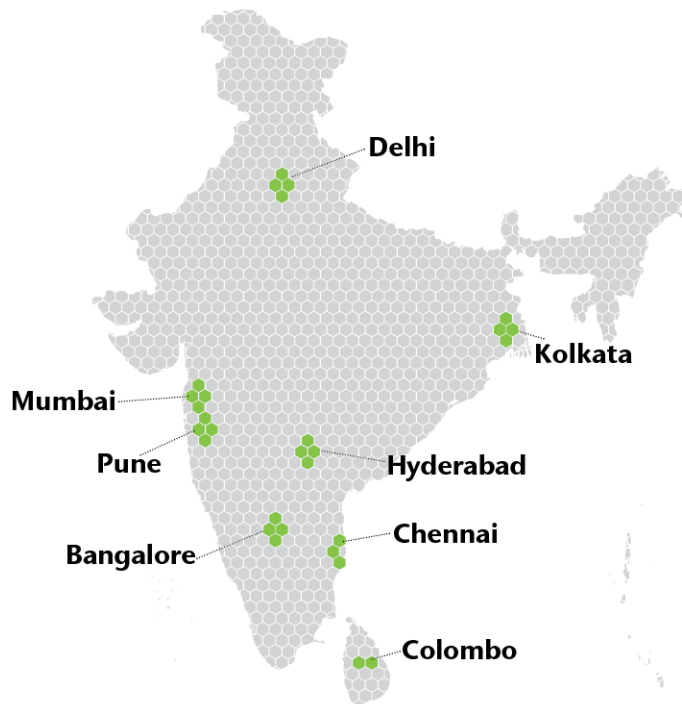 Delhi
Kolkata
Mumbai
Pune
Hyderabad
Chennai
Bangalore
Colombo